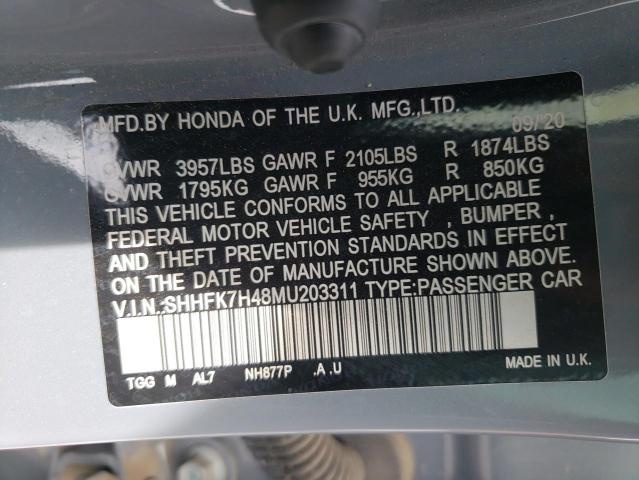 MFD.BY HONDA OF THE U.K. MFG.,LTD. 09/'20
GVWR 3957LBS GAWR F 2105LBS R 1874LBS
GVWR 1795KG GAWR F 955KG R 850KG
THIS VEHICLE CONFORMS TO ALL APPLICABLE
FEDERAL MOTOR VEHICLE SAFETY , BUMPER ,
AND THEFT PREVENTION STANDARDS IN EFFECT
ON THE DATE OF MANUFACTURE SHOWN ABOVE.
V.I.N.:SHHFK7H48MU203311 TYPE:PASSENGER CAR
TGG M AL7 NH877P .A .U MADE IN U.K.